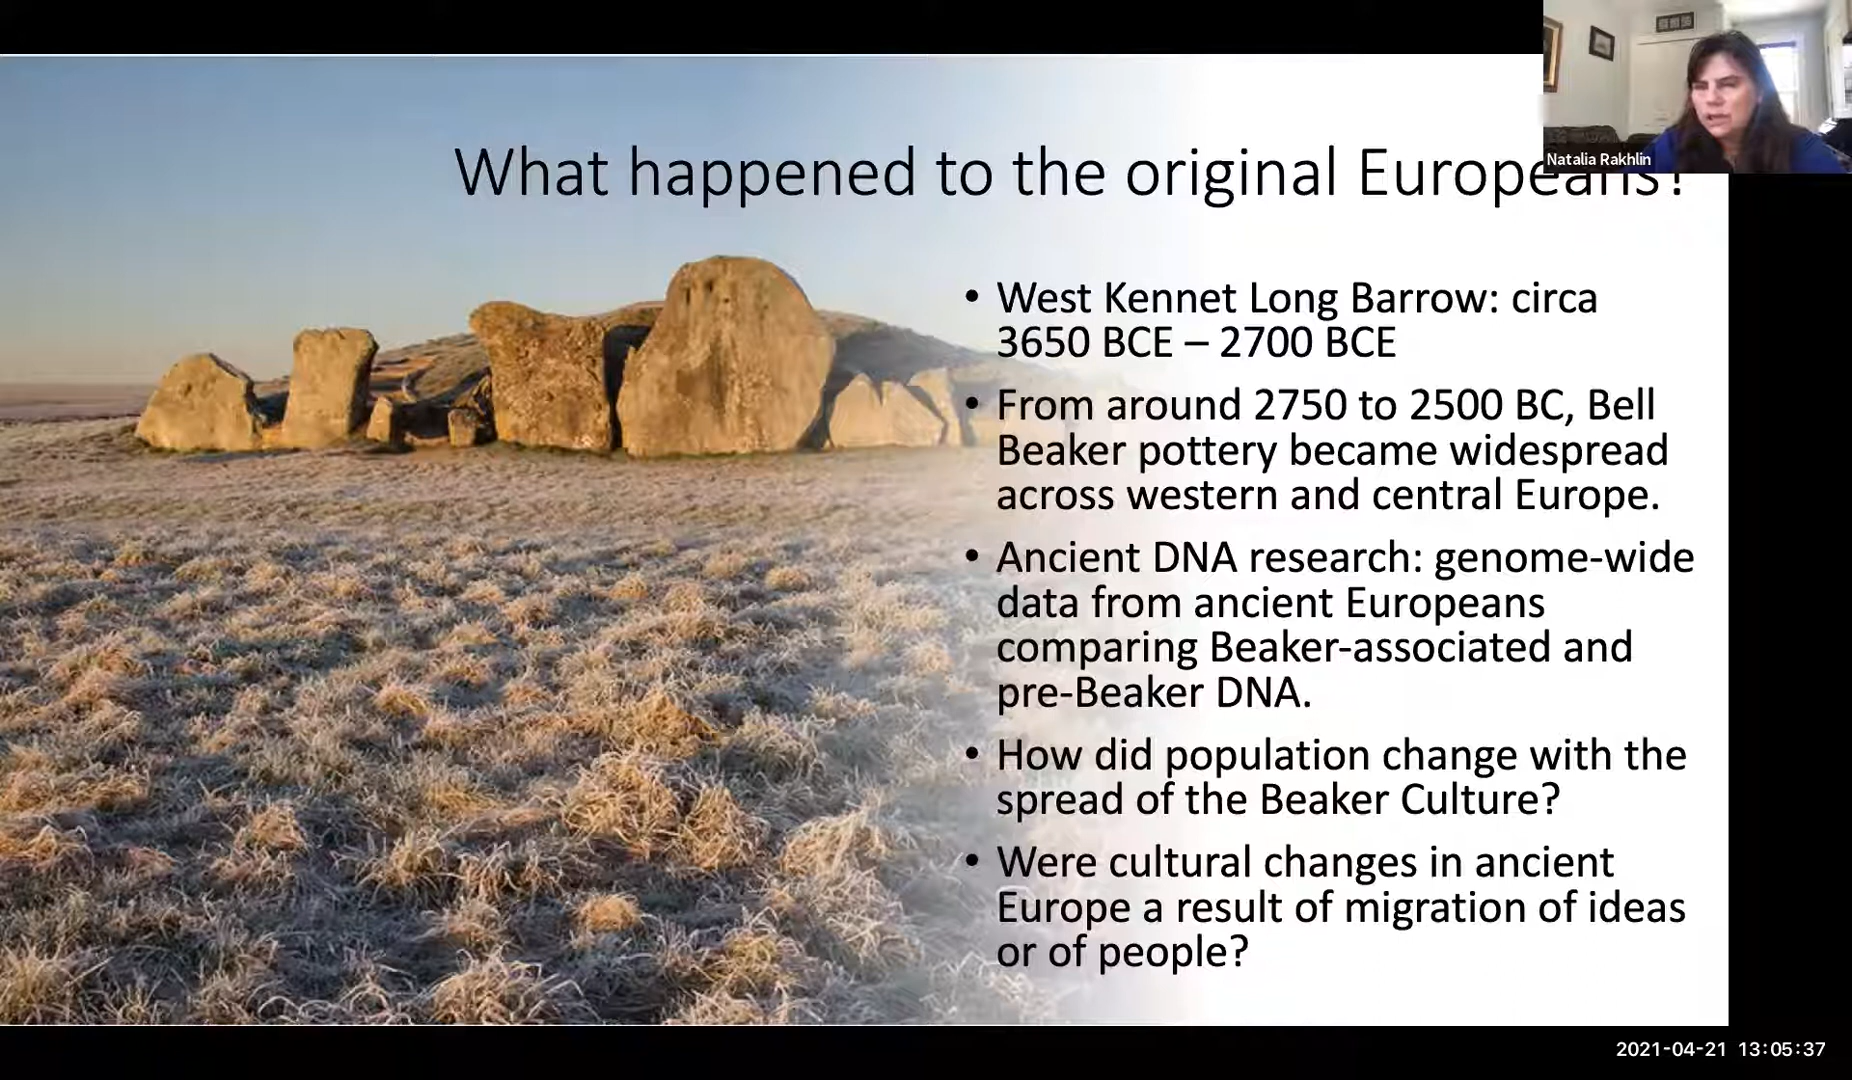 Natalia Rakhlin
What happened to the original Europeans?
• West Kennet Long Barrow: circa
3650 BCE – 2700 BCE
• From around 2750 to 2500 BC, Bell
Beaker pottery became widespread
across western and central Europe.
• Ancient DNA research: genome-wide
data from ancient Europeans
comparing Beaker-associated and
pre-Beaker DNA.
• How did population change with the
spread of the Beaker Culture?
• Were cultural changes in ancient
Europe a result of migration of ideas
or of people?
2021-04-21 13:05:37